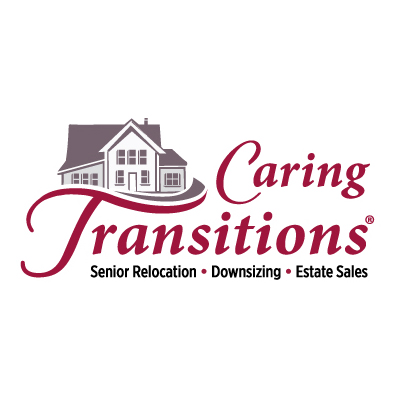 Caring
Transitions®
Senior Relocation • Downsizing • Estate Sales